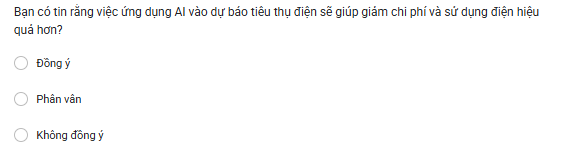 Bạn có tin rằng việc ứng dụng AI vào dự báo tiêu thụ điện sẽ giúp giảm chi phí và sử dụng điện hiệu
quả hơn?
Đồng ý
Phân vân
Không đồng ý